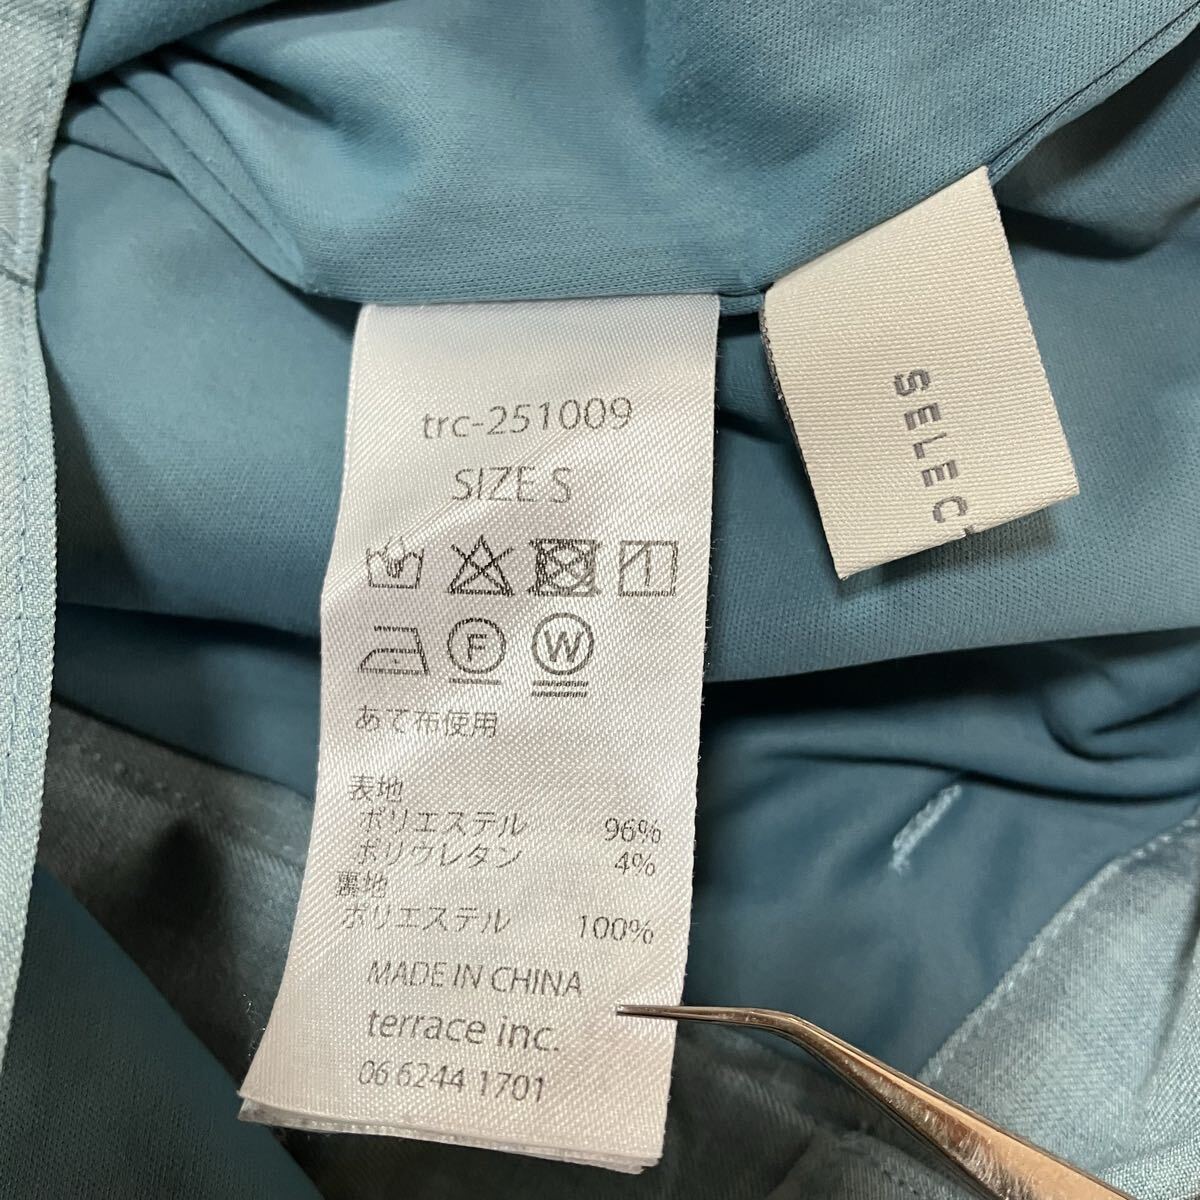 trc-251009
SIZE S
F W
あて布使用
表地
ポリエステル 96%
ポリウレタン 4%
裏地
ポリエステル 100%
MADE IN CHINA
terrace inc.
06 6244 1701
SELECT